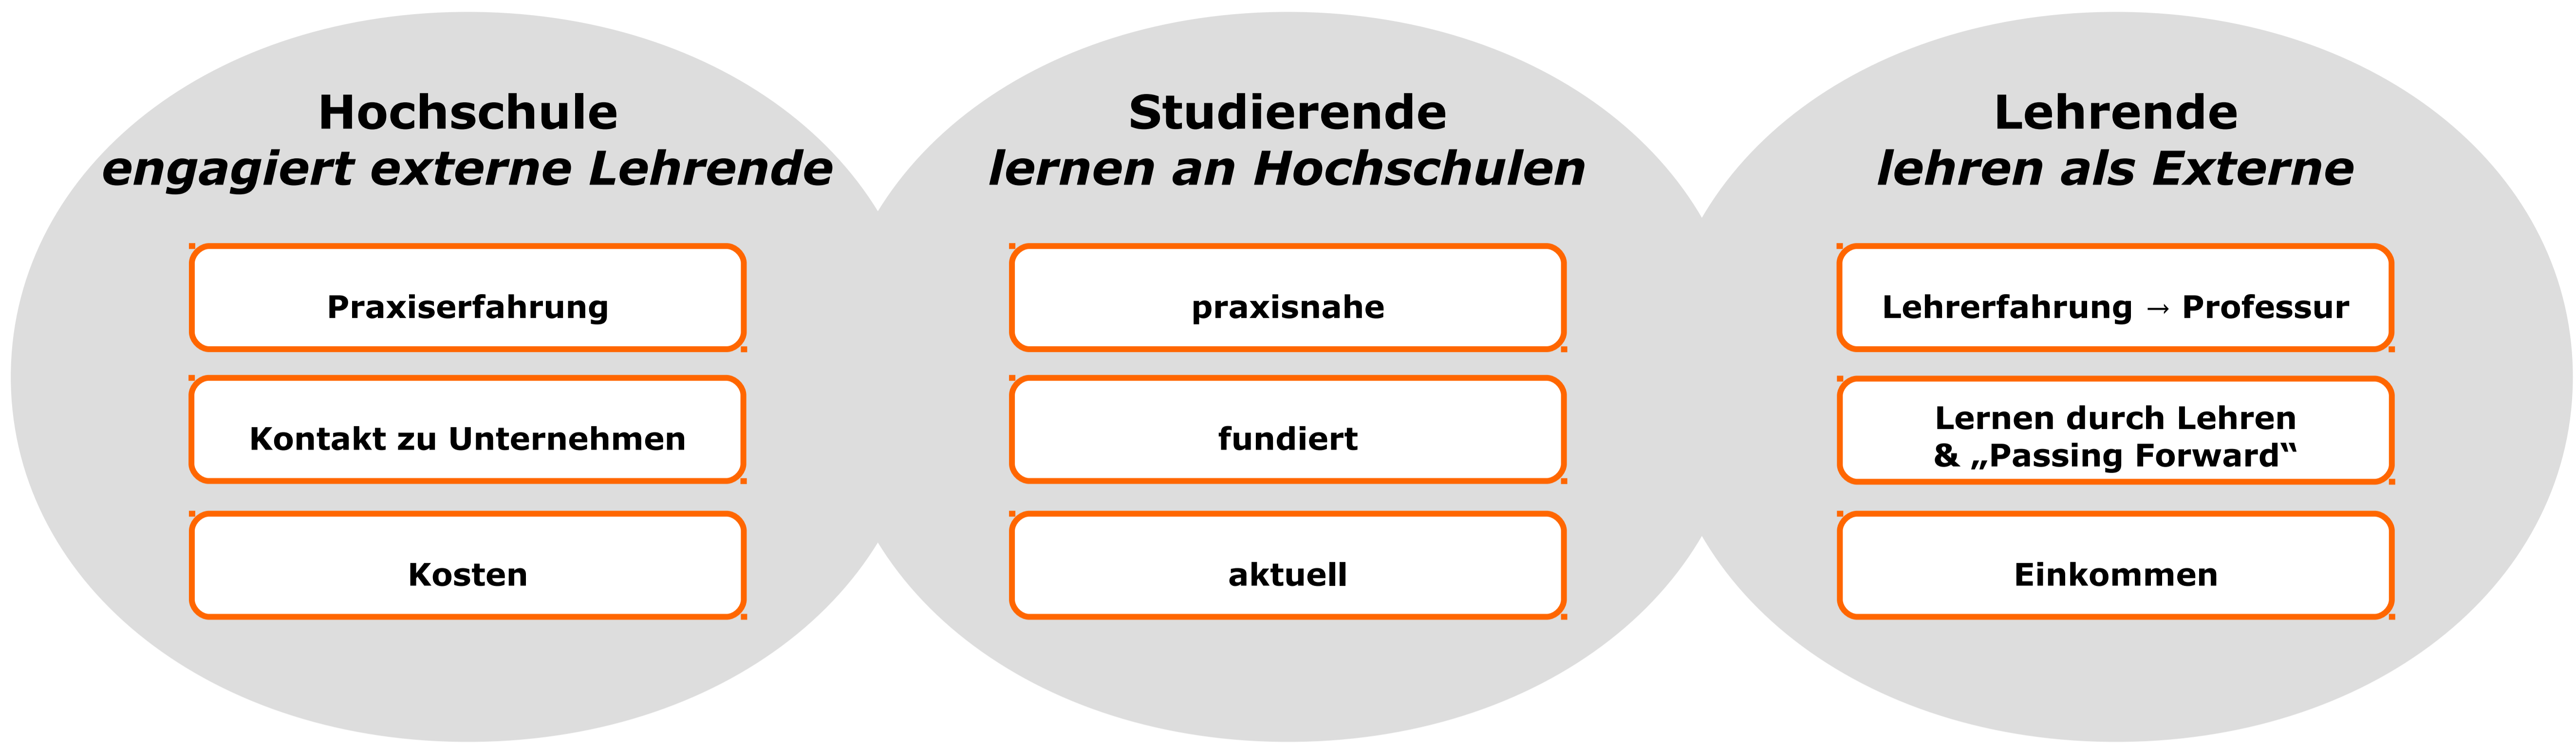 Hochschule
engagiert externe Lehrende
Praxiserfahrung
Kontakt zu Unternehmen
Kosten
Studierende
lernen an Hochschulen
praxisnahe
fundiert
aktuell
Lehrende
lehren als Externe
Lehrerfahrung → Professur
Lernen durch Lehren
& „Passing Forward‟
Einkommen